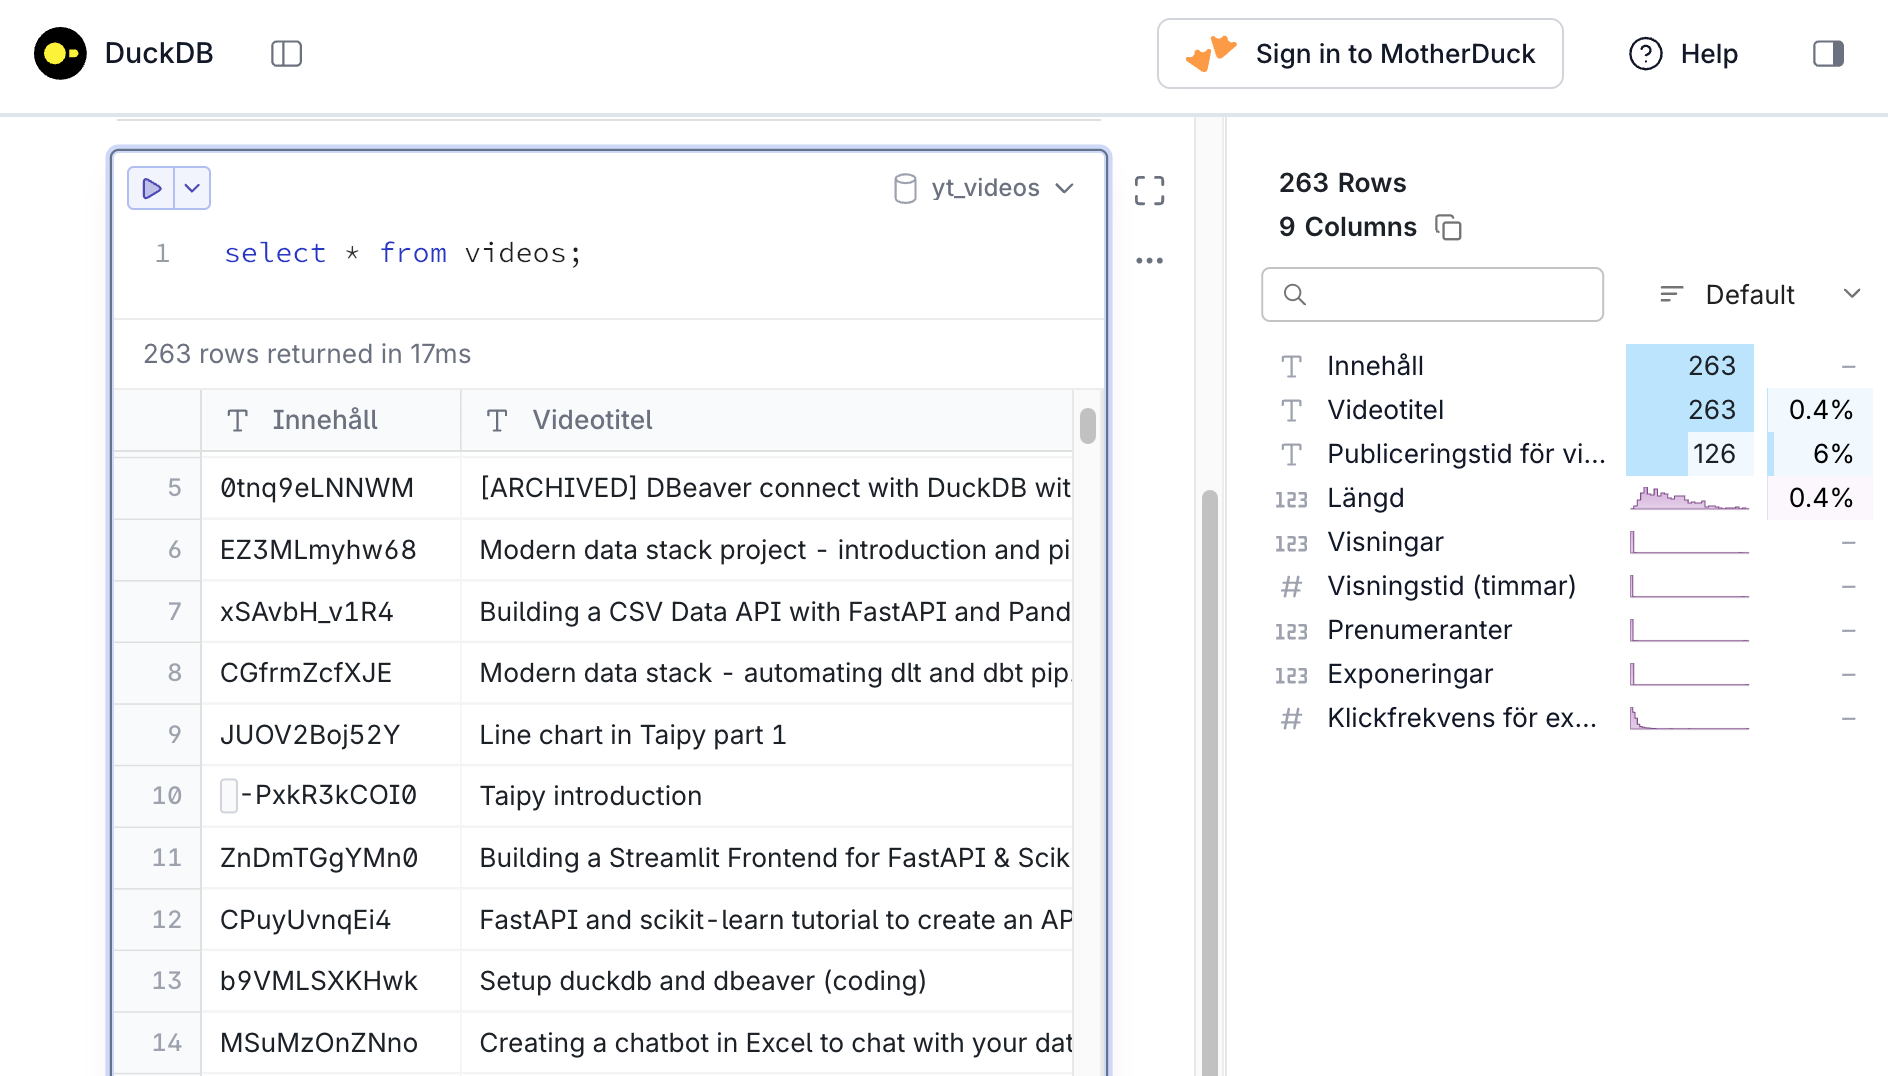 DuckDB
Sign in to MotherDuck
Help
yt_videos
1 select * from videos;
263 rows returned in 17ms
T Innehåll T Videotitel
5 0tnq9eLNNWM [ARCHIVED] DBeaver connect with DuckDB wit
6 EZ3MLmyhw68 Modern data stack project - introduction and pi
7 xSAvbH_v1R4 Building a CSV Data API with FastAPI and Pand
8 CGfrmZcfXJE Modern data stack - automating dlt and dbt pip.
9 JUOV2Boj52Y Line chart in Taipy part 1
10 -PxkR3kCOI0 Taipy introduction
11 ZnDmTGgYMn0 Building a Streamlit Frontend for FastAPI & Scik
12 CPuyUvnqEi4 FastAPI and scikit-learn tutorial to create an AP
13 b9VMLSXKHwk Setup duckdb and dbeaver (coding)
14 MSuMzOnZNno Creating a chatbot in Excel to chat with your dat
263 Rows
9 Columns
Default
T Innehåll 263 –
T Videotitel 263 0.4%
T Publiceringstid för vi... 126 6%
123 Längd 0.4%
123 Visningar –
# Visningstid (timmar) –
123 Prenumeranter –
123 Exponeringar –
# Klickfrekvens för ex... –